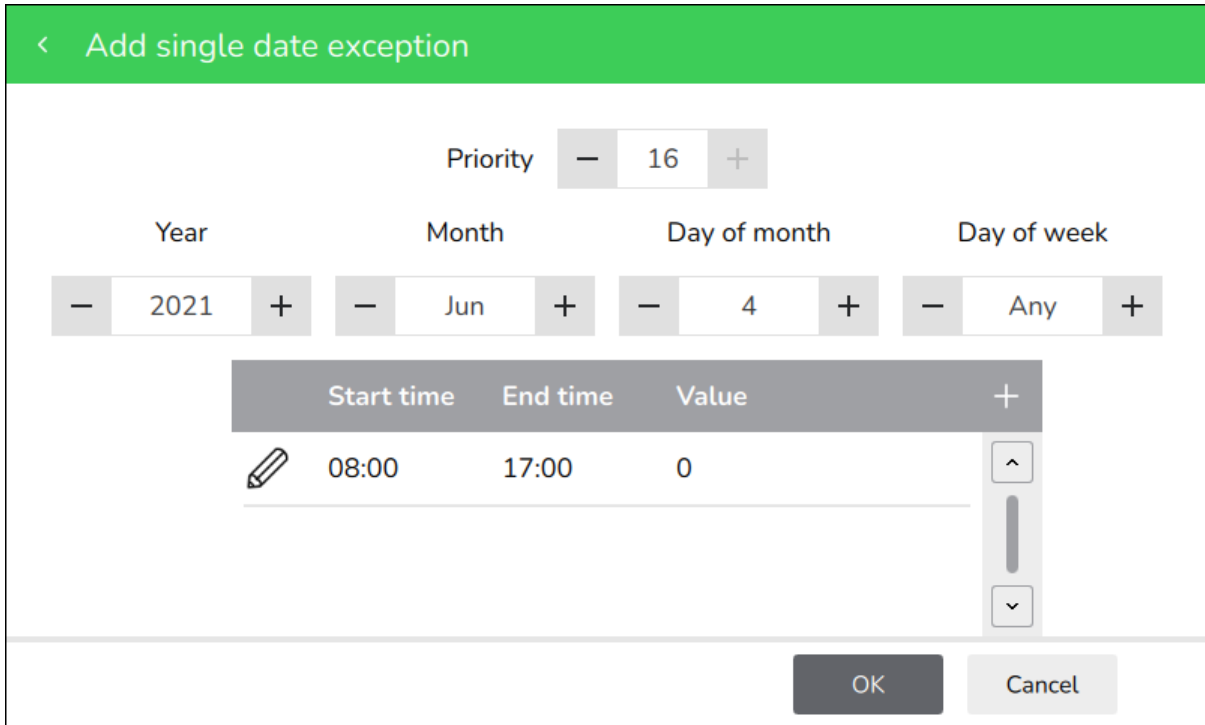 Add single date exception
Priority 16
Year Month Day of month Day of week
2021 Jun 4 Any
Start time End time Value
08:00 17:00 0
OK Cancel